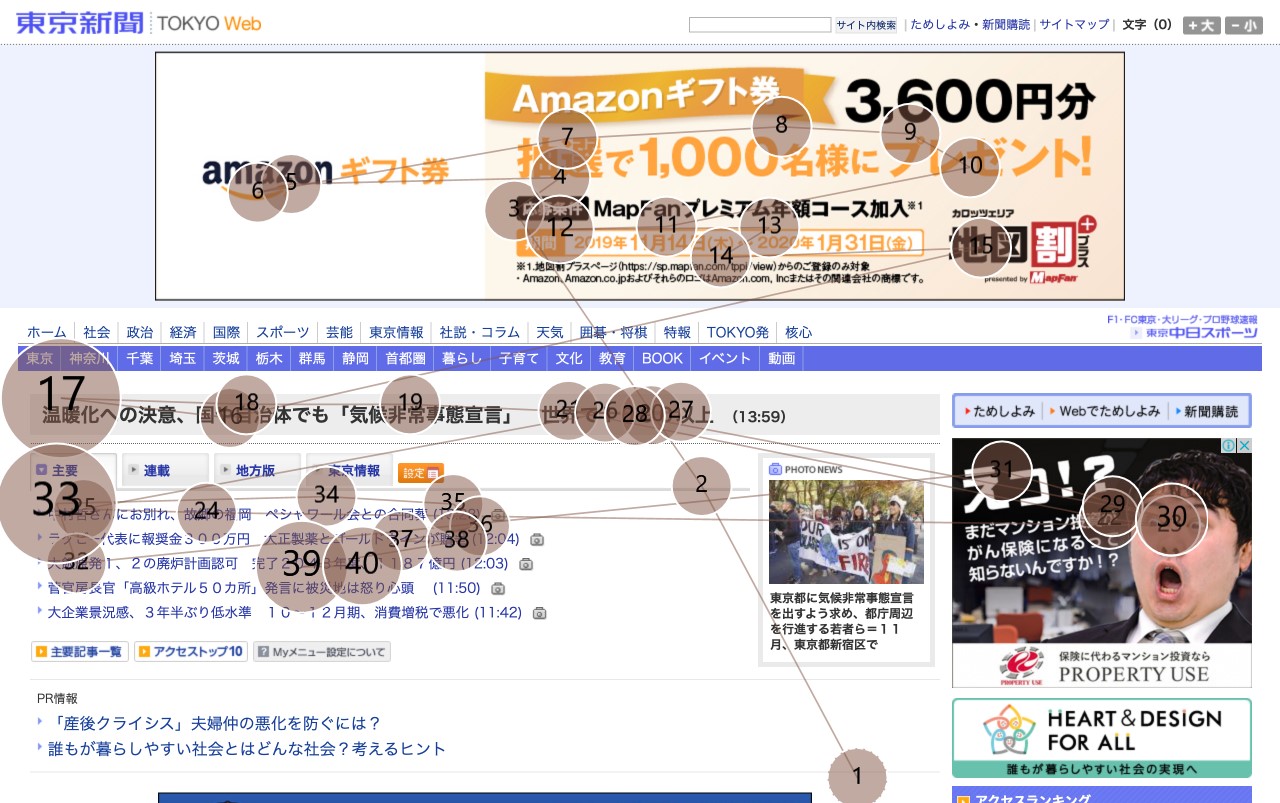 東京新聞 TOKYO Web
サイト内検索 | ためしよみ・新聞購読 | サイトマップ | 文字（0） ＋大 －小
Amazonギフト券 3,600円分
amazon ギフト券
抽選で1,000名様にプレゼント!
MapFanプレミアム年額コース加入※1
期間 2019年11月14日(木) 2020年1月31日(金)
カロッツェリア
地図割プラス+
presented by MapFan
※1.地図割プラスページ(https://sp.mapfan.com/tppi/view)からのご登録のみ対象
・Amazon、Amazon.co.jpおよびそれらのロゴはAmazon.com, Incまたはその関連会社の商標です。
F1・FC東京・大リーグ・プロ野球速報
東京中日スポーツ
ホーム 社会 政治 経済 国際 スポーツ 芸能 東京情報 社説・コラム 天気 囲碁・将棋 特報 TOKYO発 核心
東京 神奈川 千葉 埼玉 茨城 栃木 群馬 静岡 首都圏 暮らし 子育て 文化 教育 BOOK イベント 動画
温暖化への決意、国内自治体でも「気候非常事態宣言」 世界で 以上 （13:59）
ためしよみ Webでためしよみ 新聞購読
主要 連載 地方版 東京情報 設定
さんにお別れ、故郷の福岡 ペシャワール会との合同葬
代表に報奨金３００万円 大正製薬とゴールド (12:04)
１、２の廃炉計画認可 完了 １８７億円 (12:03)
菅官房長官「高級ホテル５０カ所」発言に被災地は怒り心頭 (11:50)
大企業景況感、３年半ぶり低水準 １０～１２月期、消費増税で悪化 (11:42)
主要記事一覧 アクセストップ10 Myメニュー設定について
PHOTO NEWS
OUR IS ON FIRE
東京都に気候非常事態宣言
を出すよう求め、都庁周辺
を行進する若者ら＝１１
月、東京都新宿区で
まだマンション
がん保険になるって
知らないんですか!?
保険に代わるマンション投資なら
PROPERTY USE
PROPERTY USE
HEART & DESIGN
FOR ALL
誰もが暮らしやすい社会の実現へ
アクセスランキング
PR情報
「産後クライシス」夫婦仲の悪化を防ぐには？
誰もが暮らしやすい社会とはどんな社会？考えるヒント
1
2
3
4
5
6
7
8
9
10
11
12
13
14
15
16
17
18
19
24
26
27
28
29
30
31
32
33
34
35
36
37
38
39
40